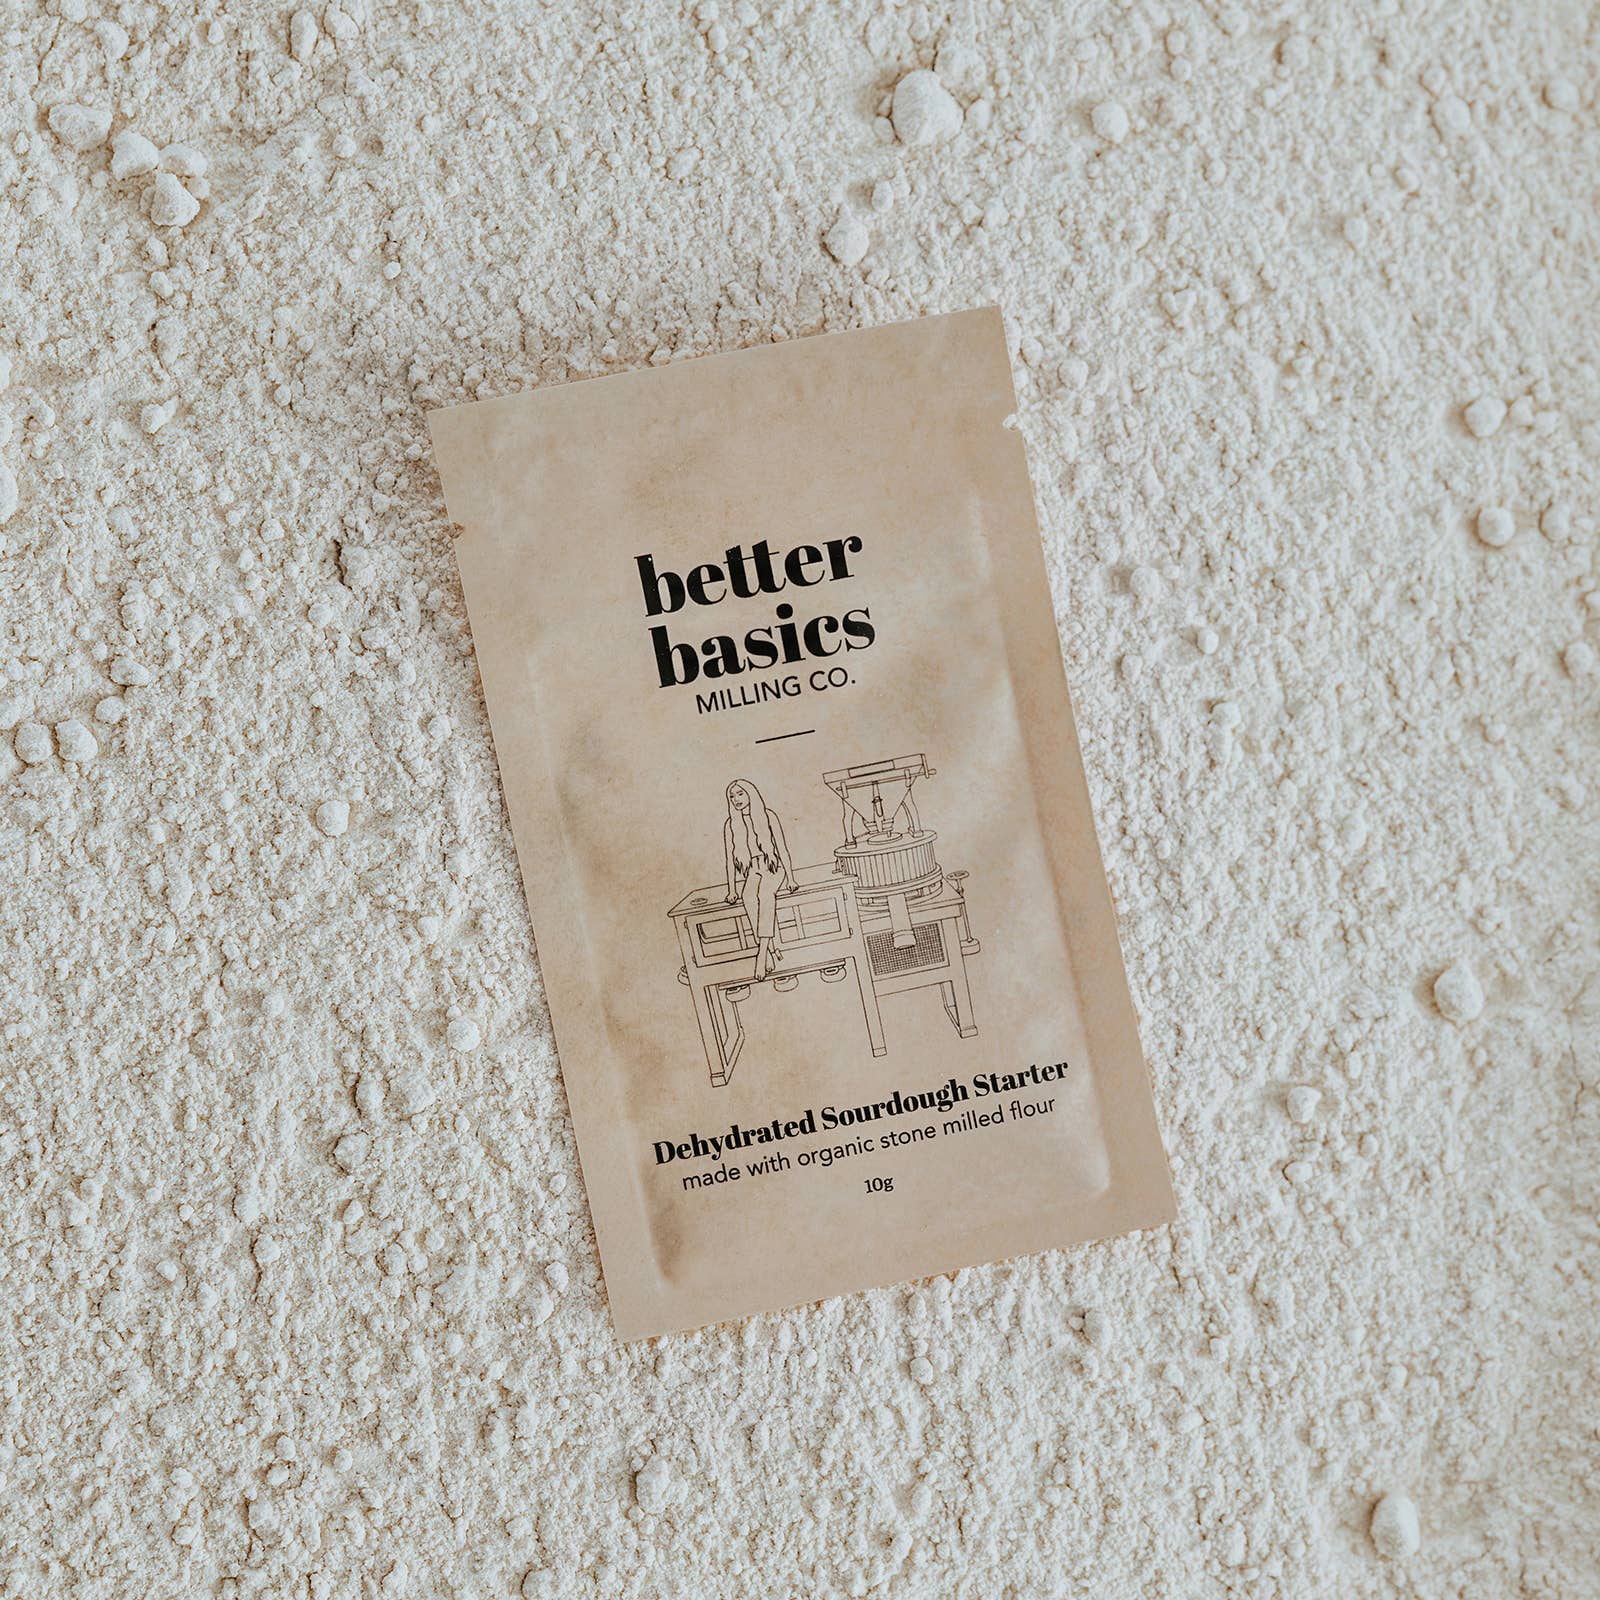 better
basics
MILLING CO.
Dehydrated Sourdough Starter
made with organic stone milled flour
10g